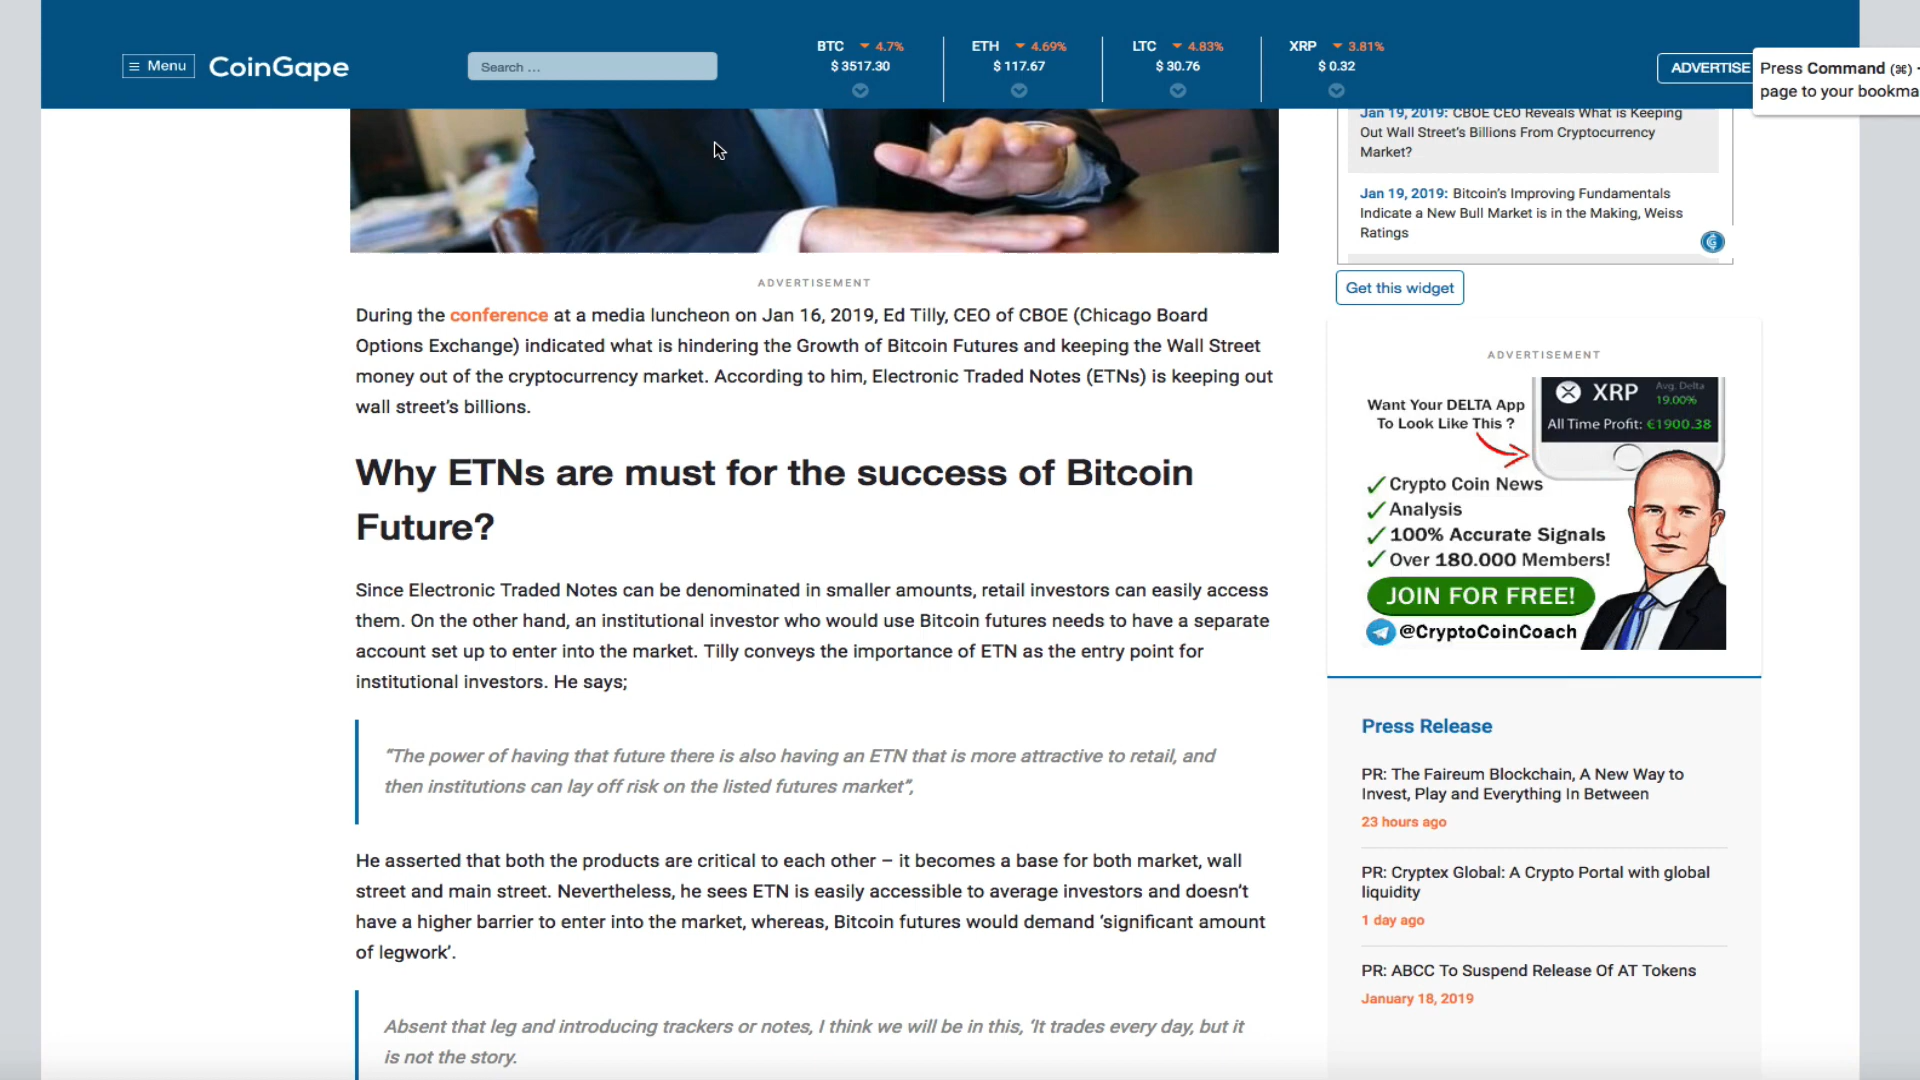 Menu
CoinGape
Search ...
BTC 4.7%
$ 3517.30
ETH 4.69%
$ 117.67
LTC 4.83%
$ 30.76
XRP 3.81%
$ 0.32
ADVERTISE
Press Command (⌘) -
page to your bookma
Jan 19, 2019: CBOE CEO Reveals What is Keeping
Out Wall Street's Billions From Cryptocurrency
Market?
Jan 19, 2019: Bitcoin's Improving Fundamentals
Indicate a New Bull Market is in the Making, Weiss
Ratings
Get this widget
ADVERTISEMENT
During the conference at a media luncheon on Jan 16, 2019, Ed Tilly, CEO of CBOE (Chicago Board
Options Exchange) indicated what is hindering the Growth of Bitcoin Futures and keeping the Wall Street
money out of the cryptocurrency market. According to him, Electronic Traded Notes (ETNs) is keeping out
wall street's billions.
Why ETNs are must for the success of Bitcoin
Future?
Since Electronic Traded Notes can be denominated in smaller amounts, retail investors can easily access
them. On the other hand, an institutional investor who would use Bitcoin futures needs to have a separate
account set up to enter into the market. Tilly conveys the importance of ETN as the entry point for
institutional investors. He says;
“The power of having that future there is also having an ETN that is more attractive to retail, and
then institutions can lay off risk on the listed futures market”,
He asserted that both the products are critical to each other – it becomes a base for both market, wall
street and main street. Nevertheless, he sees ETN is easily accessible to average investors and doesn't
have a higher barrier to enter into the market, whereas, Bitcoin futures would demand ‘significant amount
of legwork’.
Absent that leg and introducing trackers or notes, I think we will be in this, ‘It trades every day, but it
is not the story.
ADVERTISEMENT
Want Your DELTA App
To Look Like This ?
XRP
Avg. Delta
19.00%
All Time Profit: €1900.38
Crypto Coin News
Analysis
100% Accurate Signals
Over 180.000 Members!
JOIN FOR FREE!
@CryptoCoinCoach
Press Release
PR: The Faireum Blockchain, A New Way to
Invest, Play and Everything In Between
23 hours ago
PR: Cryptex Global: A Crypto Portal with global
liquidity
1 day ago
PR: ABCC To Suspend Release Of AT Tokens
January 18, 2019